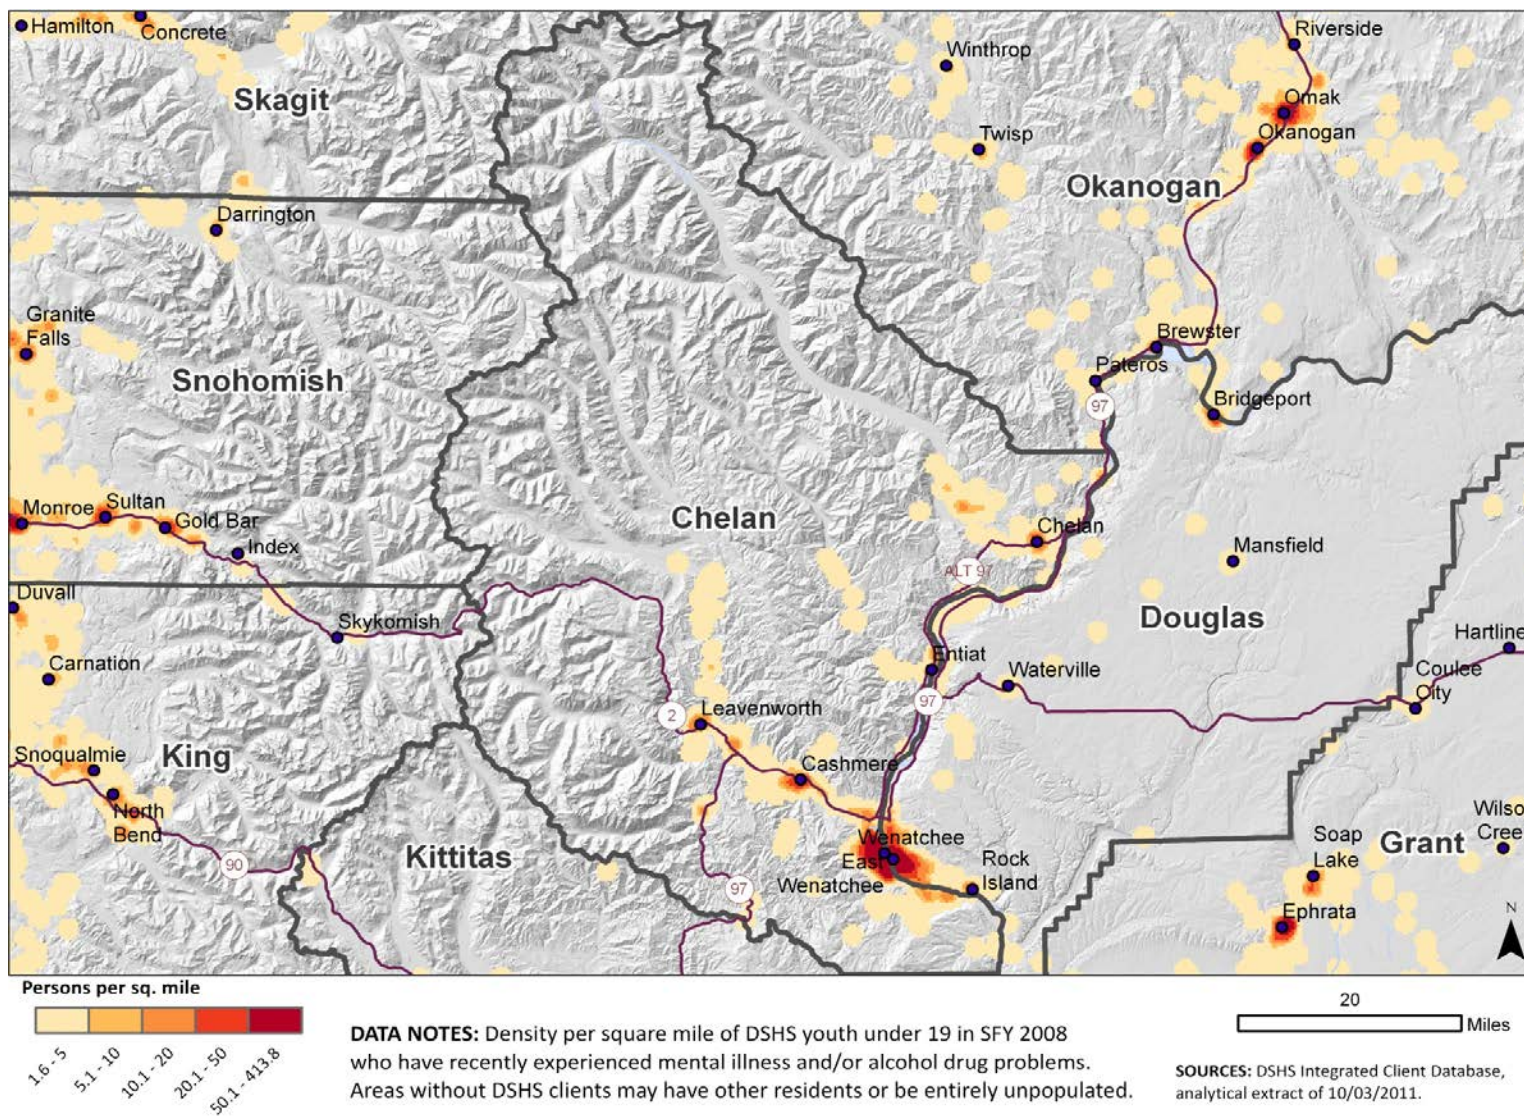 Hamilton
Concrete
Winthrop
Riverside
Skagit
Omak
Okanogan
Twisp
Okanogan
Darrington
Granite
Falls
Brewster
Pateros
Snohomish
97
Bridgeport
Monroe
Sultan
Gold Bar
Index
Chelan
Chelan
Mansfield
ALT 97
Duvall
Skykomish
Douglas
Hartline
Carnation
Entiat
Waterville
Coulee
City
97
2
Leavenworth
Snoqualmie
King
Cashmere
North
Bend
Wilso
Cree
Soap
Lake
Grant
Wenatchee
East
Wenatchee
Rock
Island
Kittitas
90
97
Ephrata
N
Persons per sq. mile
1.6 - 5
5.1 - 10
10.1 - 20
20.1 - 50
50.1 - 413.8
DATA NOTES: Density per square mile of DSHS youth under 19 in SFY 2008
who have recently experienced mental illness and/or alcohol drug problems.
Areas without DSHS clients may have other residents or be entirely unpopulated.
20
Miles
SOURCES: DSHS Integrated Client Database,
analytical extract of 10/03/2011.